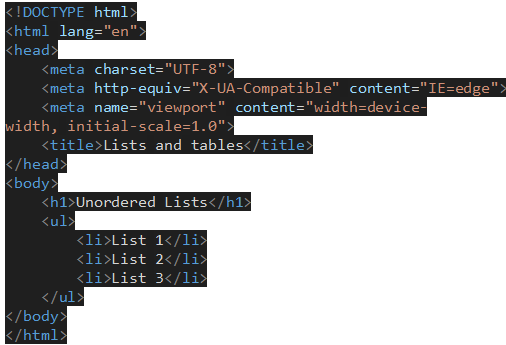 <!DOCTYPE html>
<html lang="en">
<head>
    <meta charset="UTF-8">
    <meta http-equiv="X-UA-Compatible" content="IE=edge">
    <meta name="viewport" content="width=device-
width, initial-scale=1.0">
    <title>Lists and tables</title>
</head>
<body>
    <h1>Unordered Lists</h1>
    <ul>
        <li>List 1</li>
        <li>List 2</li>
        <li>List 3</li>
    </ul>
</body>
</html>